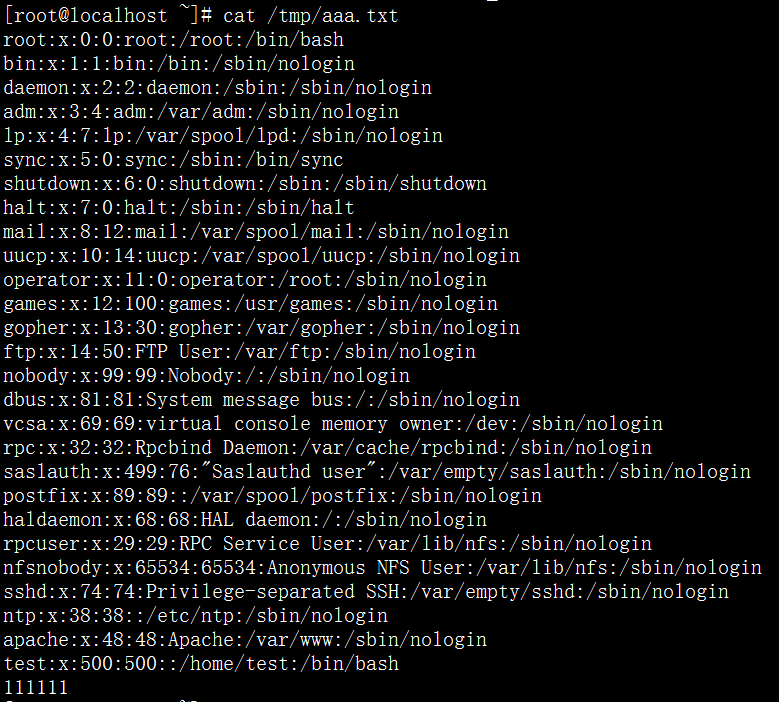 [root@localhost ~]# cat /tmp/aaa.txt
root:x:0:0:root:/root:/bin/bash
bin:x:1:1:bin:/bin:/sbin/nologin
daemon:x:2:2:daemon:/sbin:/sbin/nologin
adm:x:3:4:adm:/var/adm:/sbin/nologin
lp:x:4:7:lp:/var/spool/lpd:/sbin/nologin
sync:x:5:0:sync:/sbin:/bin/sync
shutdown:x:6:0:shutdown:/sbin:/sbin/shutdown
halt:x:7:0:halt:/sbin:/sbin/halt
mail:x:8:12:mail:/var/spool/mail:/sbin/nologin
uucp:x:10:14:uucp:/var/spool/uucp:/sbin/nologin
operator:x:11:0:operator:/root:/sbin/nologin
games:x:12:100:games:/usr/games:/sbin/nologin
gopher:x:13:30:gopher:/var/gopher:/sbin/nologin
ftp:x:14:50:FTP User:/var/ftp:/sbin/nologin
nobody:x:99:99:Nobody:/:/sbin/nologin
dbus:x:81:81:System message bus:/:/sbin/nologin
vcsa:x:69:69:virtual console memory owner:/dev:/sbin/nologin
rpc:x:32:32:Rpcbind Daemon:/var/cache/rpcbind:/sbin/nologin
saslauth:x:499:76:"Saslauthd user":/var/empty/saslauth:/sbin/nologin
postfix:x:89:89::/var/spool/postfix:/sbin/nologin
haldaemon:x:68:68:HAL daemon:/:/sbin/nologin
rpcuser:x:29:29:RPC Service User:/var/lib/nfs:/sbin/nologin
nfsnobody:x:65534:65534:Anonymous NFS User:/var/lib/nfs:/sbin/nologin
sshd:x:74:74:Privilege-separated SSH:/var/empty/sshd:/sbin/nologin
ntp:x:38:38::/etc/ntp:/sbin/nologin
apache:x:48:48:Apache:/var/www:/sbin/nologin
test:x:500:500::/home/test:/bin/bash
111111